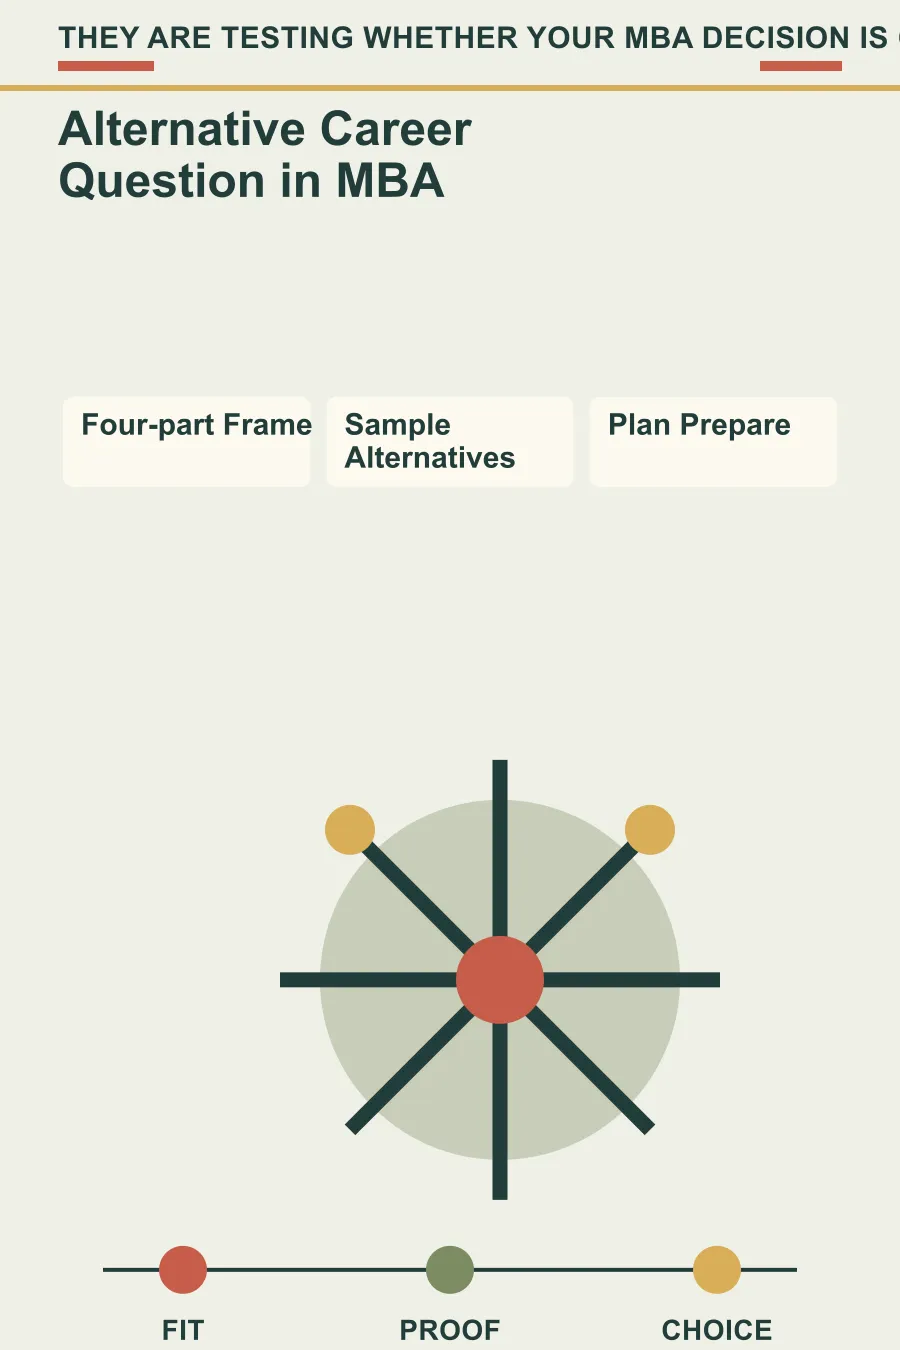 THEY ARE TESTING WHETHER YOUR MBA DECISION IS
Alternative Career
Question in MBA
Four-part Frame
Sample
Alternatives
Plan Prepare
FIT
PROOF
CHOICE